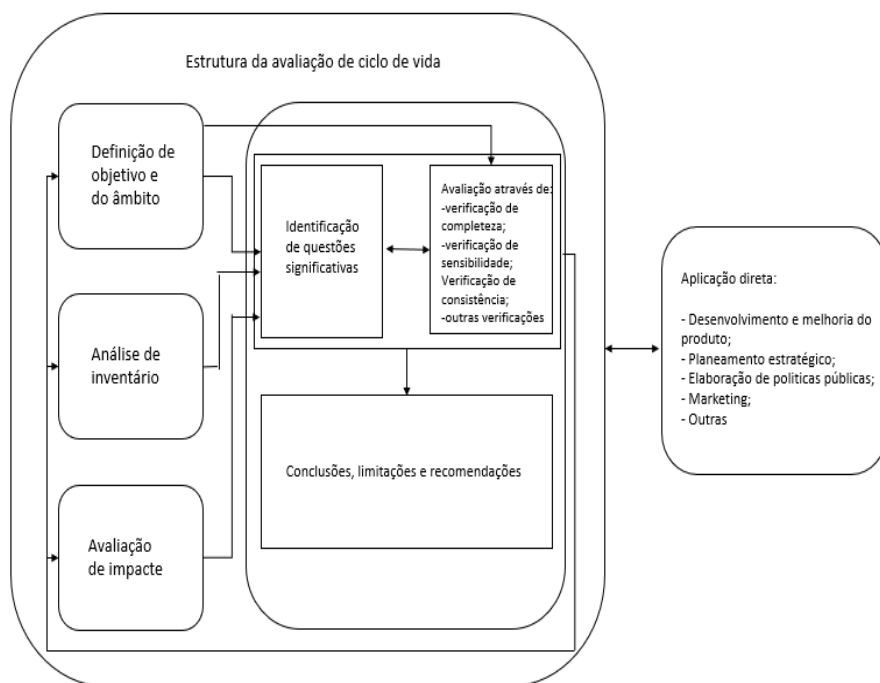 Estrutura da avaliação de ciclo de vida
Definição de
objetivo e
do âmbito
Identificação
de questões
significativas
Avaliação através de:
-verificação de
completeza;
-verificação de
sensibilidade;
Verificação de
consistência;
-outras verificações
Análise de
inventário
Conclusões, limitações e recomendações
Avaliação
de impacte
Aplicação direta:
- Desenvolvimento e melhoria do
produto;
- Planeamento estratégico;
- Elaboração de politicas públicas;
- Marketing;
- Outras